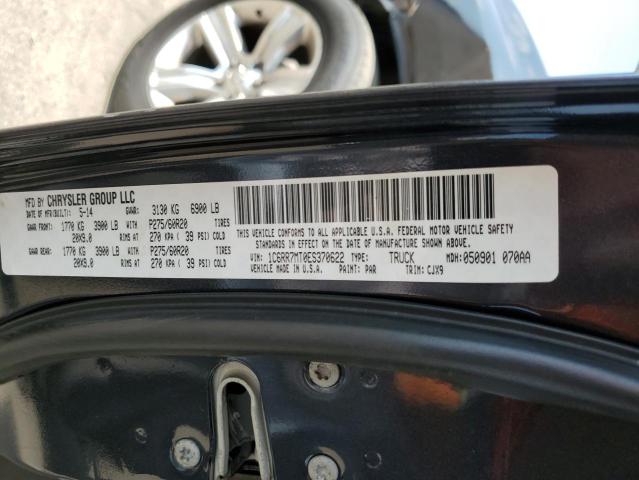 MFD BY CHRYSLER GROUP LLC
DATE OF MFR(BUILT): 5-14 GVWR: 3130 KG 6900 LB
GAWR FRONT: 1770 KG 3900 LB WITH P275/60R20 TIRES
20X9.0 RIMS AT 270 KPA ( 39 PSI) COLD
GAWR REAR: 1770 KG 3900 LB WITH P275/60R20 TIRES
20X9.0 RIMS AT 270 KPA ( 39 PSI) COLD
THIS VEHICLE CONFORMS TO ALL APPLICABLE U.S.A. FEDERAL MOTOR VEHICLE SAFETY
STANDARDS IN EFFECT ON THE DATE OF MANUFACTURE SHOWN ABOVE.
VIN: 1C6RR7MT0ES370622 TYPE: TRUCK MDH: 050901 070AA
MADE IN U.S.A. PAINT: PAR TRIM: CJX9